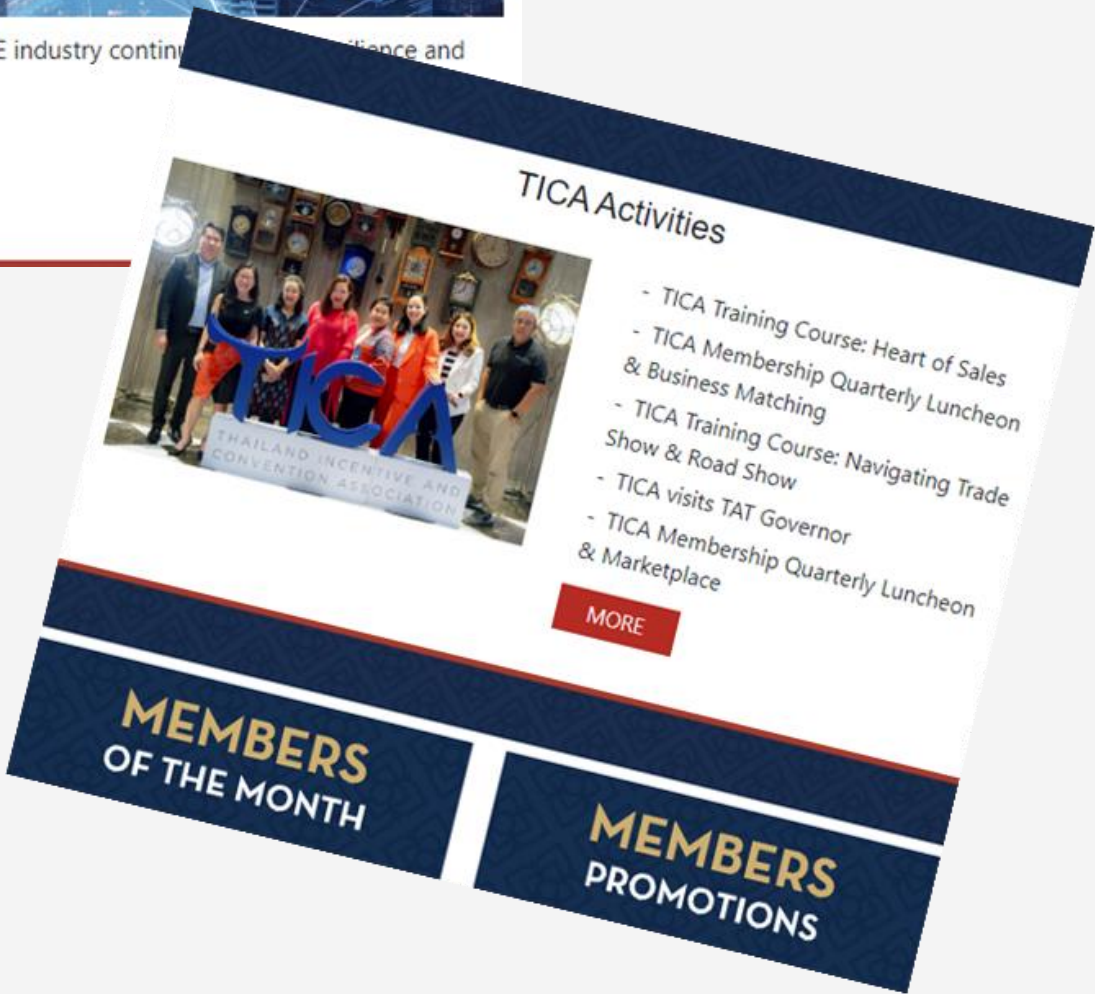 E industry contin
ience and
TICA Activities
- TICA Training Course: Heart of Sales
- TICA Membership Quarterly Luncheon
& Business Matching
- TICA Training Course: Navigating Trade
Show & Road Show
- TICA visits TAT Governor
- TICA Membership Quarterly Luncheon
& Marketplace
MORE
TICA
THAILAND INCENTIVE AND
CONVENTION ASSOCIATION
MEMBERS
OF THE MONTH
MEMBERS
PROMOTIONS